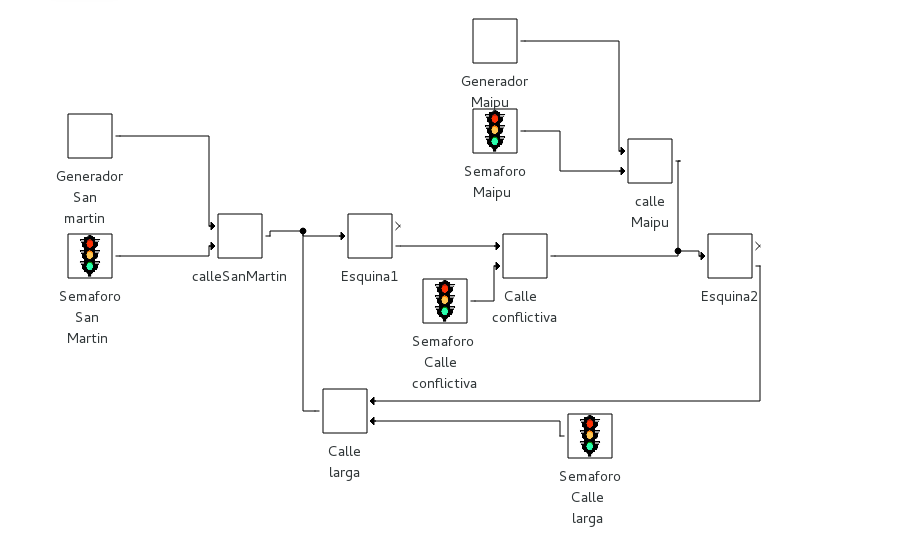 Generador
Maipu
Semaforo
Maipu
calle
Maipu
Generador
San
martin
Semaforo
San
Martin
calleSanMartin
Esquina1
Calle
conflictiva
Esquina2
Semaforo
Calle
conflictiva
Calle
larga
Semaforo
Calle
larga